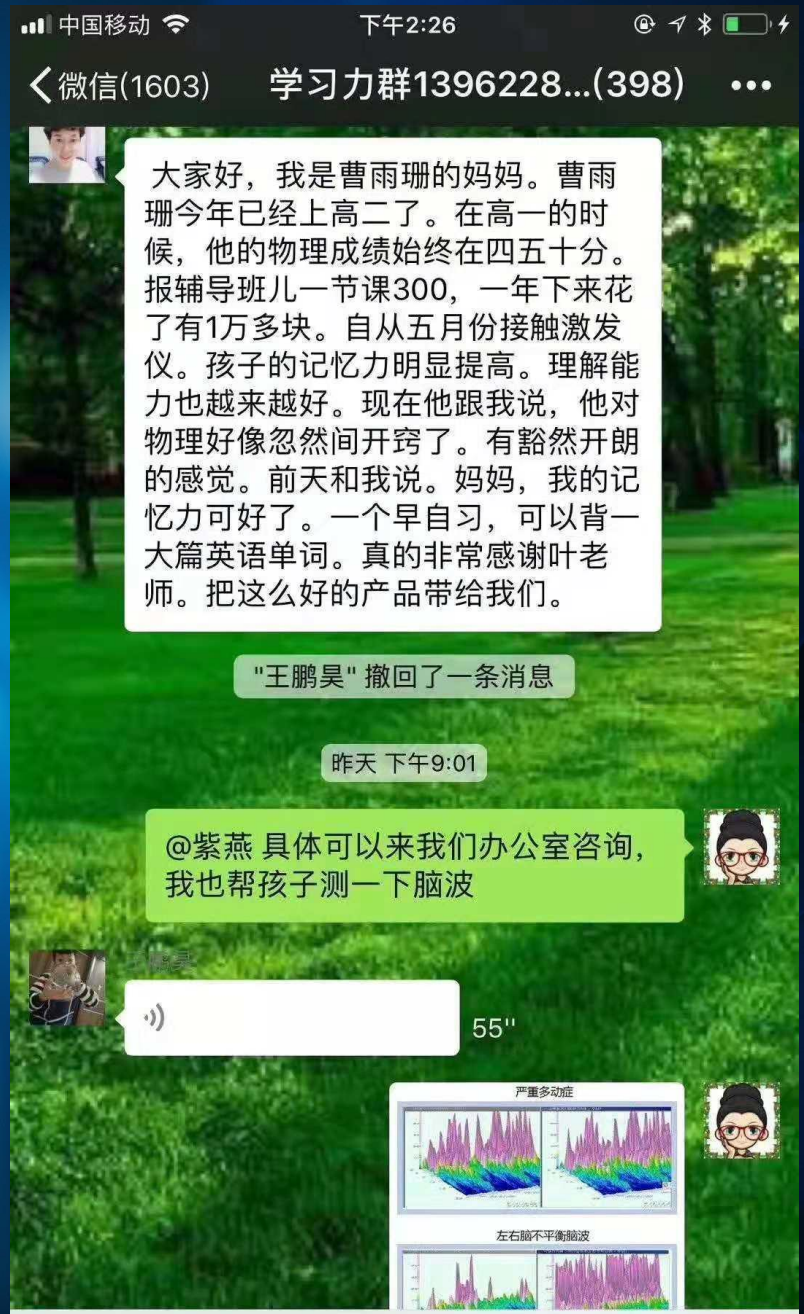 中国移动 下午2:26
微信(1603) 学习力群1396228...(398)
大家好，我是曹雨珊的妈妈。曹雨
珊今年已经上高二了。在高一的时
候，他的物理成绩始终在四五十分。
报辅导班儿一节课300，一年下来花
了有1万多块。自从五月份接触激发
仪。孩子的记忆力明显提高。理解能
力也越来越好。现在他跟我说，他对
物理好像忽然间开窍了。有豁然开朗
的感觉。前天和我说。妈妈，我的记
忆力可好了。一个早自习，可以背一
大篇英语单词。真的非常感谢叶老
师。把这么好的产品带给我们。
"王鹏昊" 撤回了一条消息
昨天 下午9:01
@紫燕 具体可以来我们办公室咨询，
我也帮孩子测一下脑波
55"
严重多动症
左右脑不平衡脑波